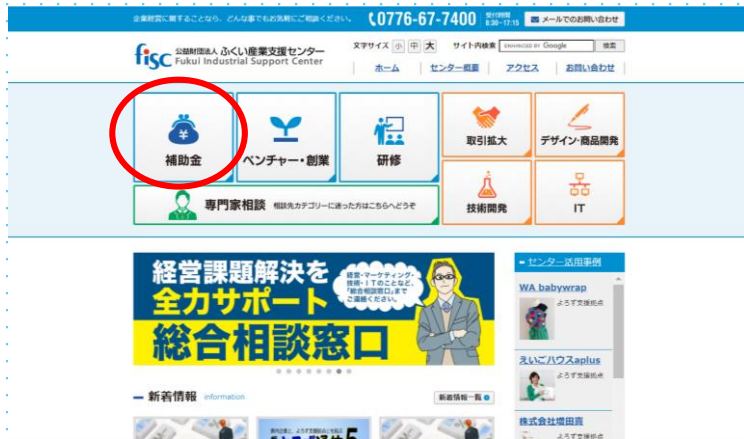 企業経営に関することなら、どんな事でもお気軽にご相談ください。
0776-67-7400
受付時間
8:30~17:15
メールでのお問い合わせ
fisc 公益財団法人 ふくい産業支援センター
Fukui Industrial Support Center
文字サイズ 小 中 大
サイト内検索 ENHANCED BY Google 検索
ホーム
センター概要
アクセス
お問い合わせ
補助金
ベンチャー・創業
研修
取引拡大
デザイン・商品開発
専門家相談 相談先カテゴリーに迷った方はこちらへどうぞ
技術開発
IT
経営課題解決を
全力サポート
総合相談窓口
経営・マーケティング・
技術・ITのことなど、
「総合相談窓口」まで
ご連絡ください。
センター活用事例
WA babywrap
よろず支援拠点
えいごハウスaplus
よろず支援拠点
株式会社増田喜
よろず支援拠点
新着情報 information
新着情報一覧